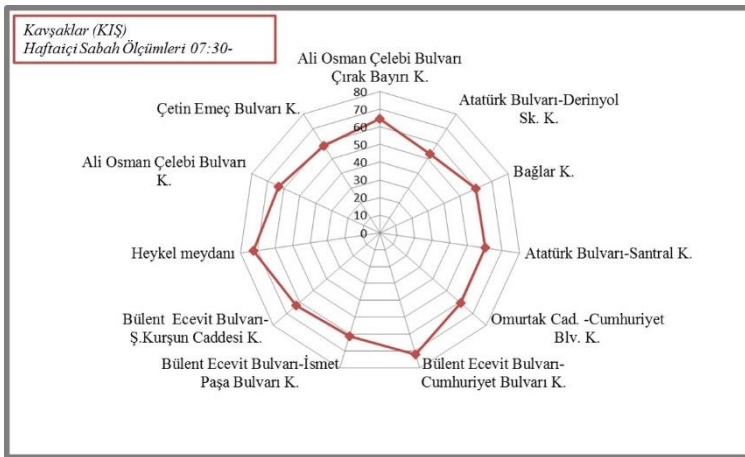 Kavşaklar (KIŞ)
Haftaiçi Sabah Ölçümleri 07:30-
Ali Osman Çelebi Bulvarı
Çırak Bayırı K.
80
70
60
50
40
30
20
10
0
Atatürk Bulvarı-Derinyol
Sk. K.
Bağlar K.
Atatürk Bulvarı-Santral K.
Omurtak Cad. -Cumhuriyet
Blv. K.
Bülent Ecevit Bulvarı-
Cumhuriyet Bulvarı K.
Bülent Ecevit Bulvarı-İsmet
Paşa Bulvarı K.
Bülent Ecevit Bulvarı-
Ş.Kurşun Caddesi K.
Heykel meydanı
Ali Osman Çelebi Bulvarı
K.
Çetin Emeç Bulvarı K.